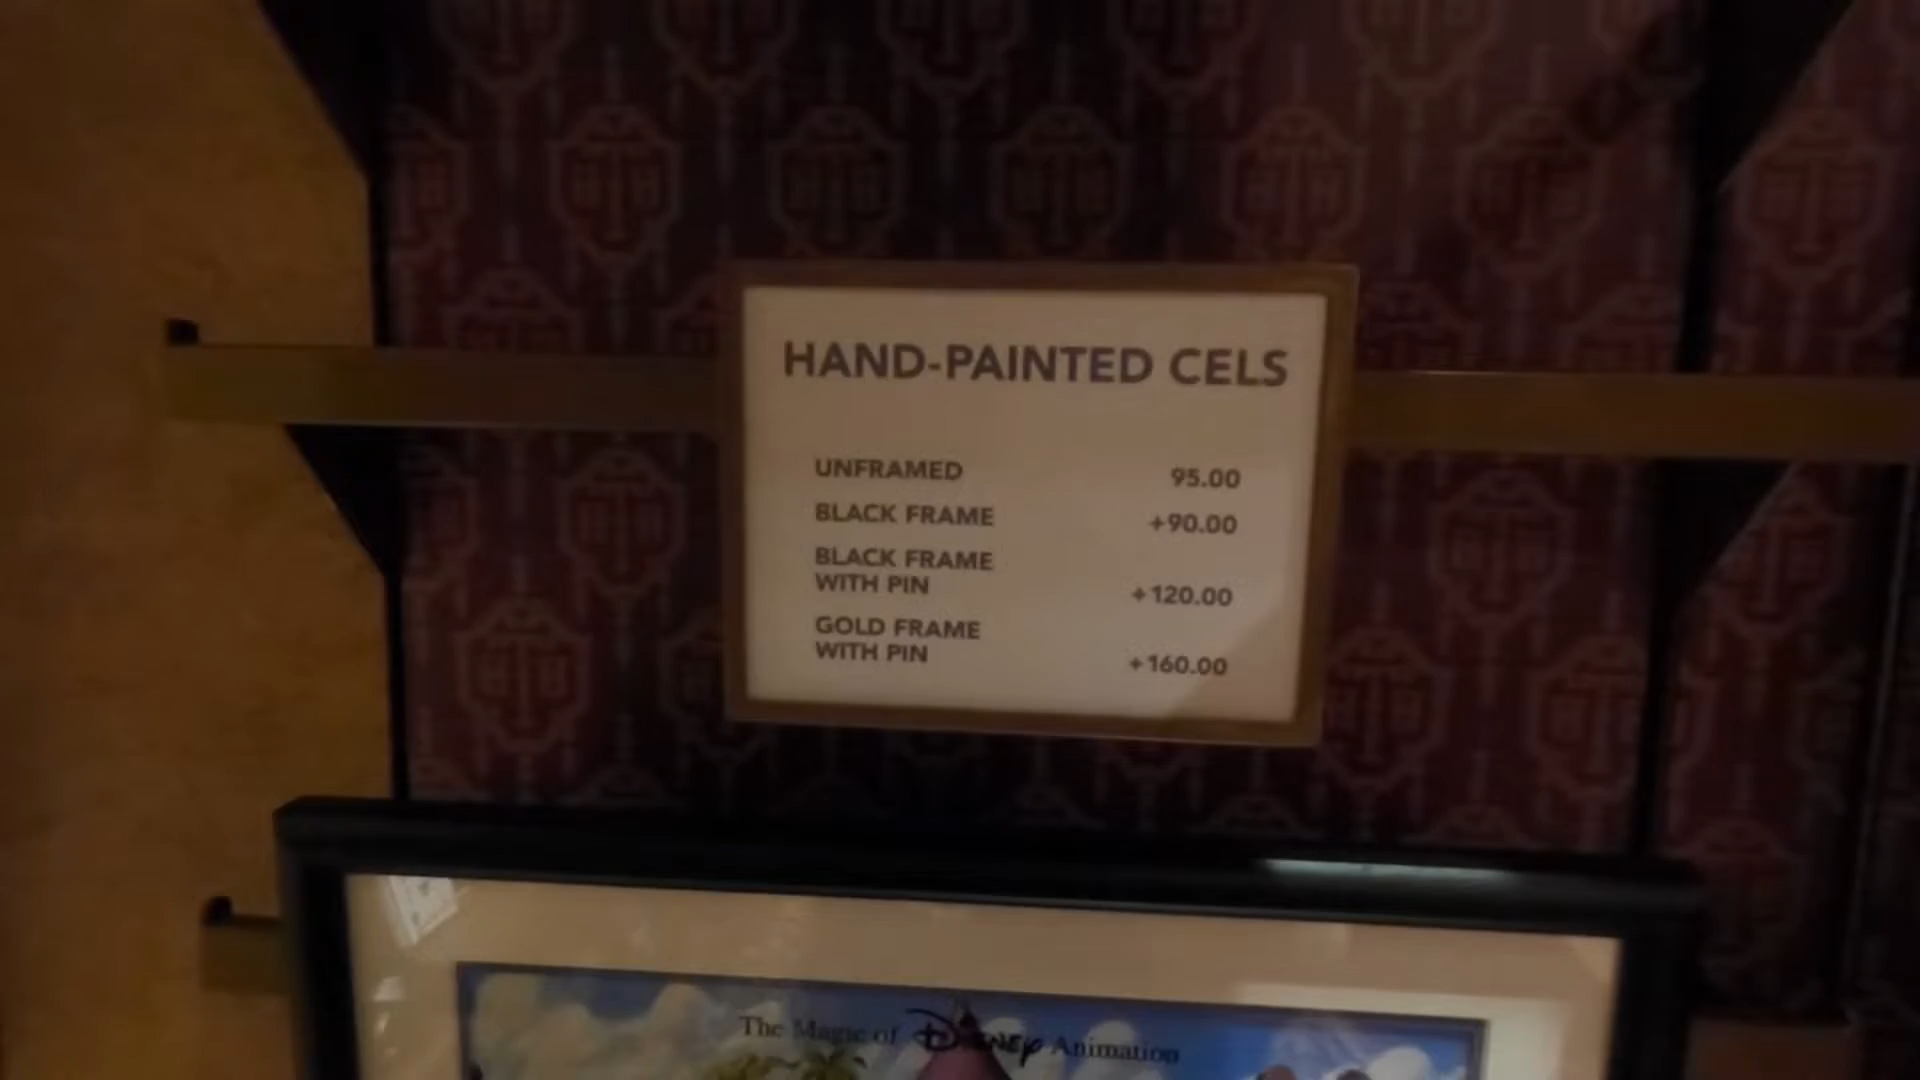 HAND-PAINTED CELS
UNFRAMED 95.00
BLACK FRAME +90.00
BLACK FRAME
WITH PIN +120.00
GOLD FRAME
WITH PIN +160.00
The Magic of Disney Animation